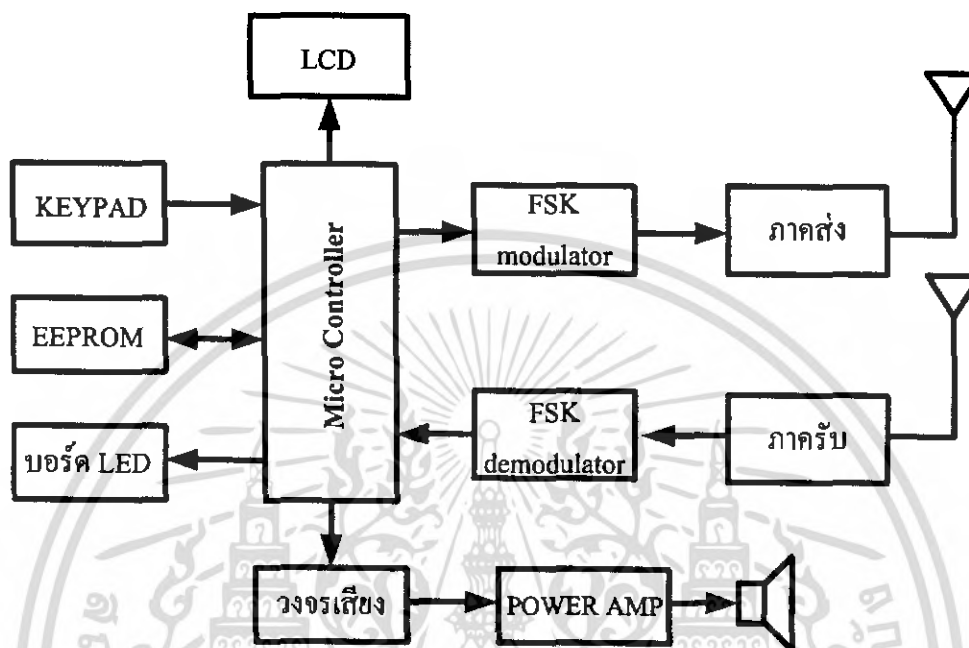 LCD
KEYPAD
EEPROM
บอร์ด LED
Micro Controller
FSK
modulator
ภาคส่ง
FSK
demodulator
ภาครับ
วงจรเสียง
POWER AMP